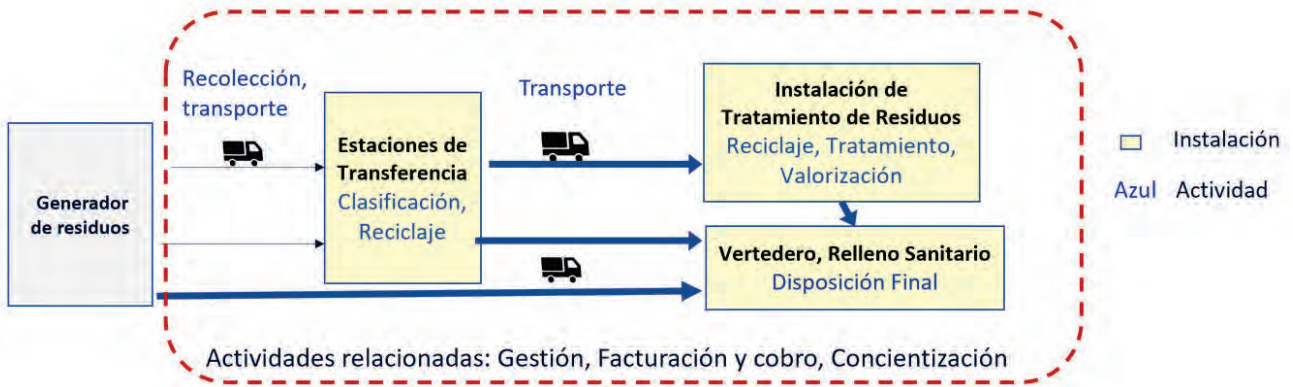 Recolección,
transporte
Transporte
Generador
de residuos
Estaciones de
Transferencia
Clasificación,
Reciclaje
Instalación de
Tratamiento de Residuos
Reciclaje, Tratamiento,
Valorización
Vertedero, Relleno Sanitario
Disposición Final
Instalación
Azul Actividad
Actividades relacionadas: Gestión, Facturación y cobro, Concientización